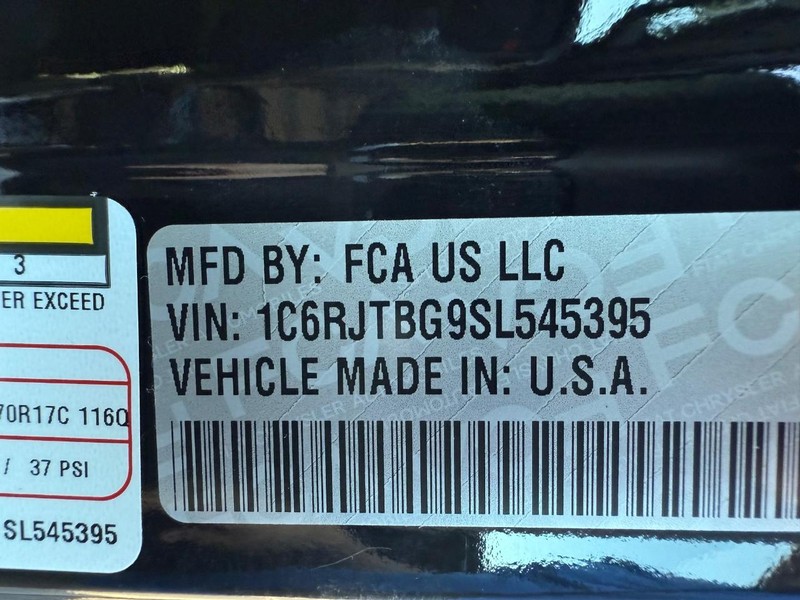 3
ER EXCEED
70R17C 116Q
/ 37 PSI
SL545395
MFD BY: FCA US LLC
VIN: 1C6RJTBG9SL545395
VEHICLE MADE IN: U.S.A.